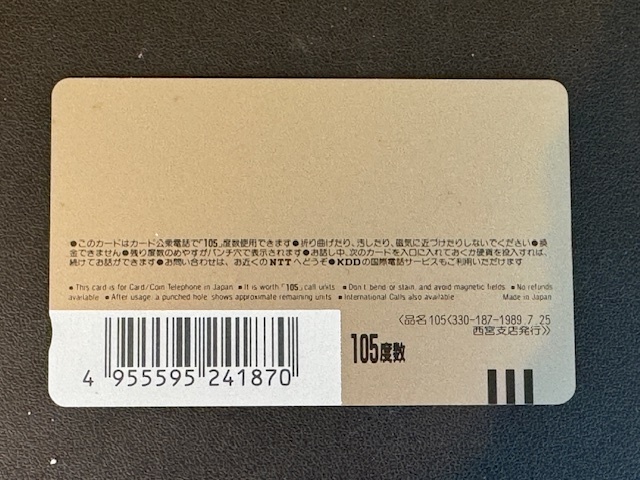 ●このカードはカード公衆電話で「105」度数使用できます●折り曲げたり、汚したり、磁気に近づけたりしないでください●換
金できません●残り度数のめやすがパンチ穴で表示されます●お話し中、次のカードを入口に入れておくか硬貨を投入すれば、
続けてお話ができます●お問い合わせは、お近くのNTTへどうぞ●KDDの国際電話サービスもご利用いただけます
■This card is for Card/Coin Telephone in Japan ■It is worth「105」call units ■Don't bend or stain, and avoid magnetic fields ■No refunds
available ■After usage: a punched hole shows approximate remaining units ■International Calls also available Made in Japan
〈品名 105〈330-187-1989. 7. 25
西宮支店発行〉〉
105度数
4 955595 241870